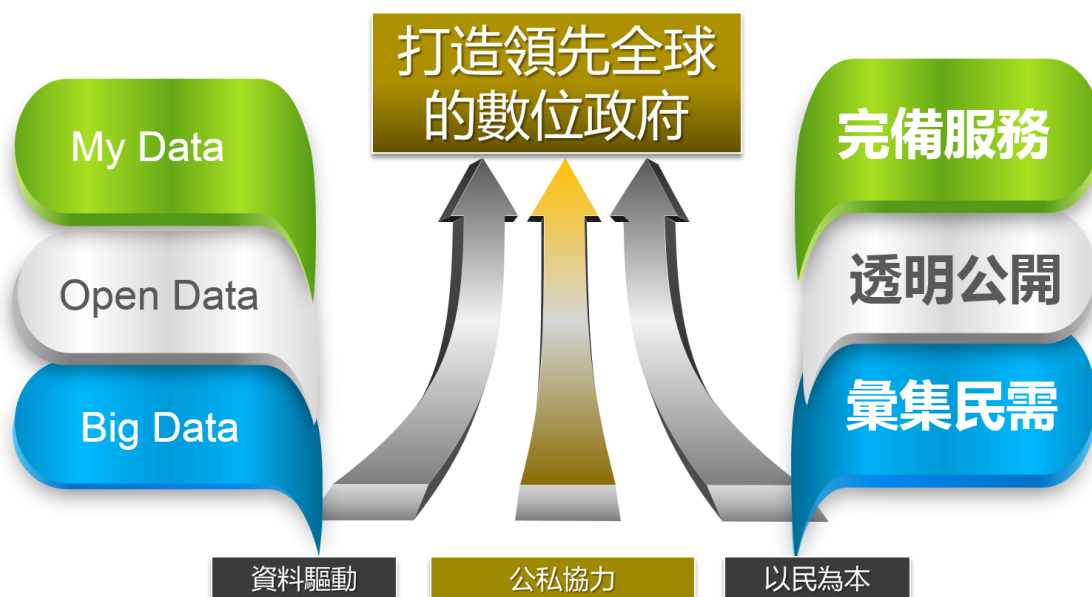 打造領先全球
的數位政府
My Data
Open Data
Big Data
完備服務
透明公開
彙集民需
資料驅動
公私協力
以民為本